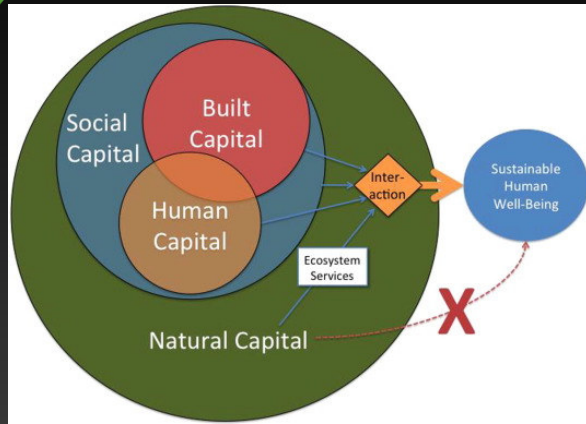 Built
Capital
Social
Capital
Human
Capital
Inter-
action
Sustainable
Human
Well-Being
Ecosystem
Services
Natural Capital
X